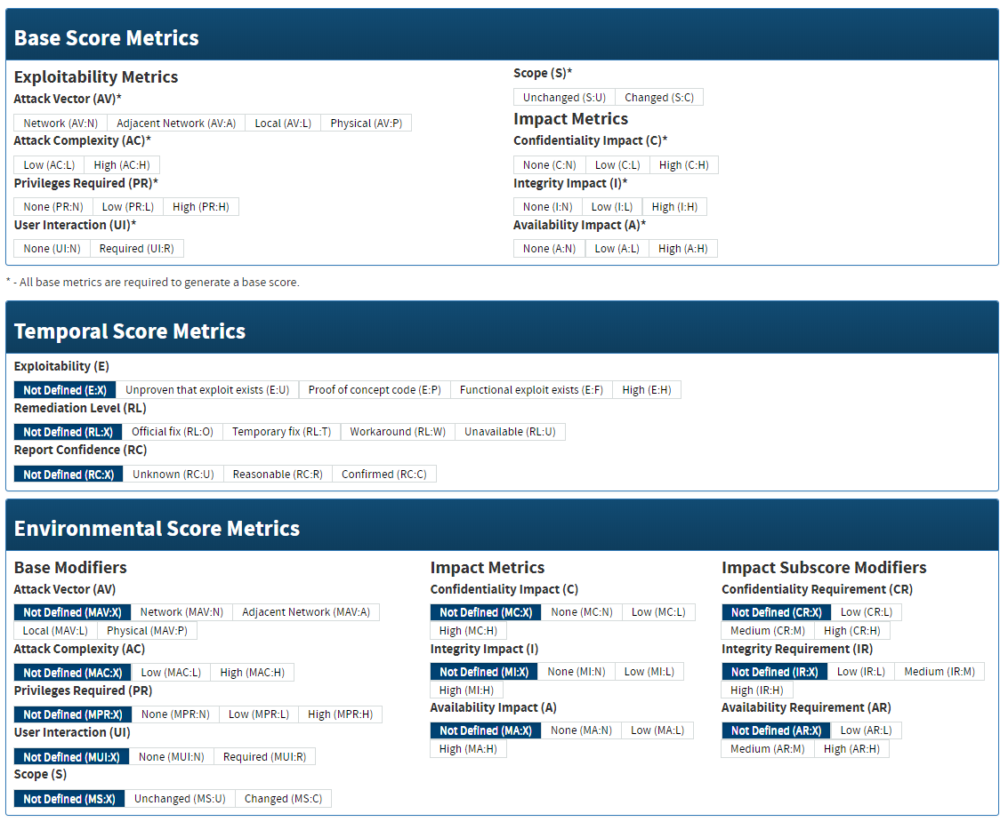 Base Score Metrics
Exploitability Metrics
Attack Vector (AV)*
Network (AV:N) Adjacent Network (AV:A) Local (AV:L) Physical (AV:P)
Attack Complexity (AC)*
Low (AC:L) High (AC:H)
Privileges Required (PR)*
None (PR:N) Low (PR:L) High (PR:H)
User Interaction (UI)*
None (UI:N) Required (UI:R)
Scope (S)*
Unchanged (S:U) Changed (S:C)
Impact Metrics
Confidentiality Impact (C)*
None (C:N) Low (C:L) High (C:H)
Integrity Impact (I)*
None (I:N) Low (I:L) High (I:H)
Availability Impact (A)*
None (A:N) Low (A:L) High (A:H)
* - All base metrics are required to generate a base score.
Temporal Score Metrics
Exploitability (E)
Not Defined (E:X) Unproven that exploit exists (E:U) Proof of concept code (E:P) Functional exploit exists (E:F) High (E:H)
Remediation Level (RL)
Not Defined (RL:X) Official fix (RL:O) Temporary fix (RL:T) Workaround (RL:W) Unavailable (RL:U)
Report Confidence (RC)
Not Defined (RC:X) Unknown (RC:U) Reasonable (RC:R) Confirmed (RC:C)
Environmental Score Metrics
Base Modifiers
Attack Vector (AV)
Not Defined (MAV:X) Network (MAV:N) Adjacent Network (MAV:A)
Local (MAV:L) Physical (MAV:P)
Attack Complexity (AC)
Not Defined (MAC:X) Low (MAC:L) High (MAC:H)
Privileges Required (PR)
Not Defined (MPR:X) None (MPR:N) Low (MPR:L) High (MPR:H)
User Interaction (UI)
Not Defined (MUI:X) None (MUI:N) Required (MUI:R)
Scope (S)
Not Defined (MS:X) Unchanged (MS:U) Changed (MS:C)
Impact Metrics
Confidentiality Impact (C)
Not Defined (MC:X) None (MC:N) Low (MC:L)
High (MC:H)
Integrity Impact (I)
Not Defined (MI:X) None (MI:N) Low (MI:L)
High (MI:H)
Availability Impact (A)
Not Defined (MA:X) None (MA:N) Low (MA:L)
High (MA:H)
Impact Subscore Modifiers
Confidentiality Requirement (CR)
Not Defined (CR:X) Low (CR:L)
Medium (CR:M) High (CR:H)
Integrity Requirement (IR)
Not Defined (IR:X) Low (IR:L) Medium (IR:M)
High (IR:H)
Availability Requirement (AR)
Not Defined (AR:X) Low (AR:L)
Medium (AR:M) High (AR:H)